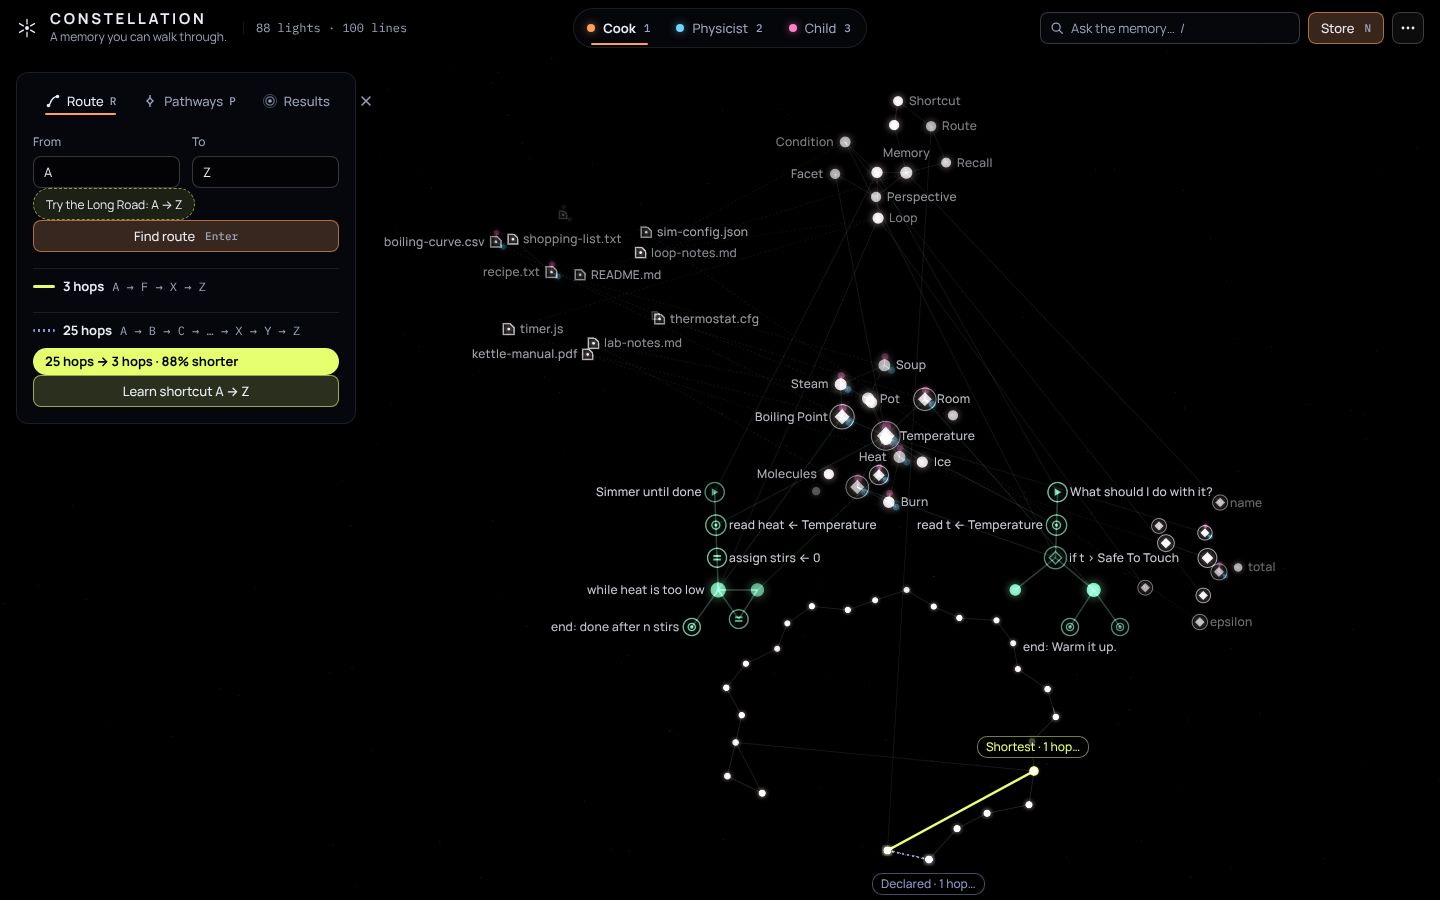 CONSTELLATION
A memory you can walk through.
88 lights · 100 lines
Cook 1
Physicist 2
Child 3
Ask the memory… /
Store N
Route R
Pathways P
Results
From
To
A
Z
Try the Long Road: A → Z
Find route Enter
3 hops A → F → X → Z
25 hops A → B → C → … → X → Y → Z
25 hops → 3 hops · 88% shorter
Learn shortcut A → Z
Shortcut
Route
Condition
Memory
Recall
Facet
Perspective
Loop
boiling-curve.csv
shopping-list.txt
sim-config.json
loop-notes.md
recipe.txt
README.md
thermostat.cfg
timer.js
lab-notes.md
kettle-manual.pdf
Soup
Steam
Pot
Room
Boiling Point
Temperature
Heat
Ice
Molecules
Burn
Simmer until done
What should I do with it?
name
read heat ← Temperature
read t ← Temperature
assign stirs ← 0
if t > Safe To Touch
total
while heat is too low
end: done after n stirs
epsilon
end: Warm it up.
Shortest · 1 hop…
Declared · 1 hop…